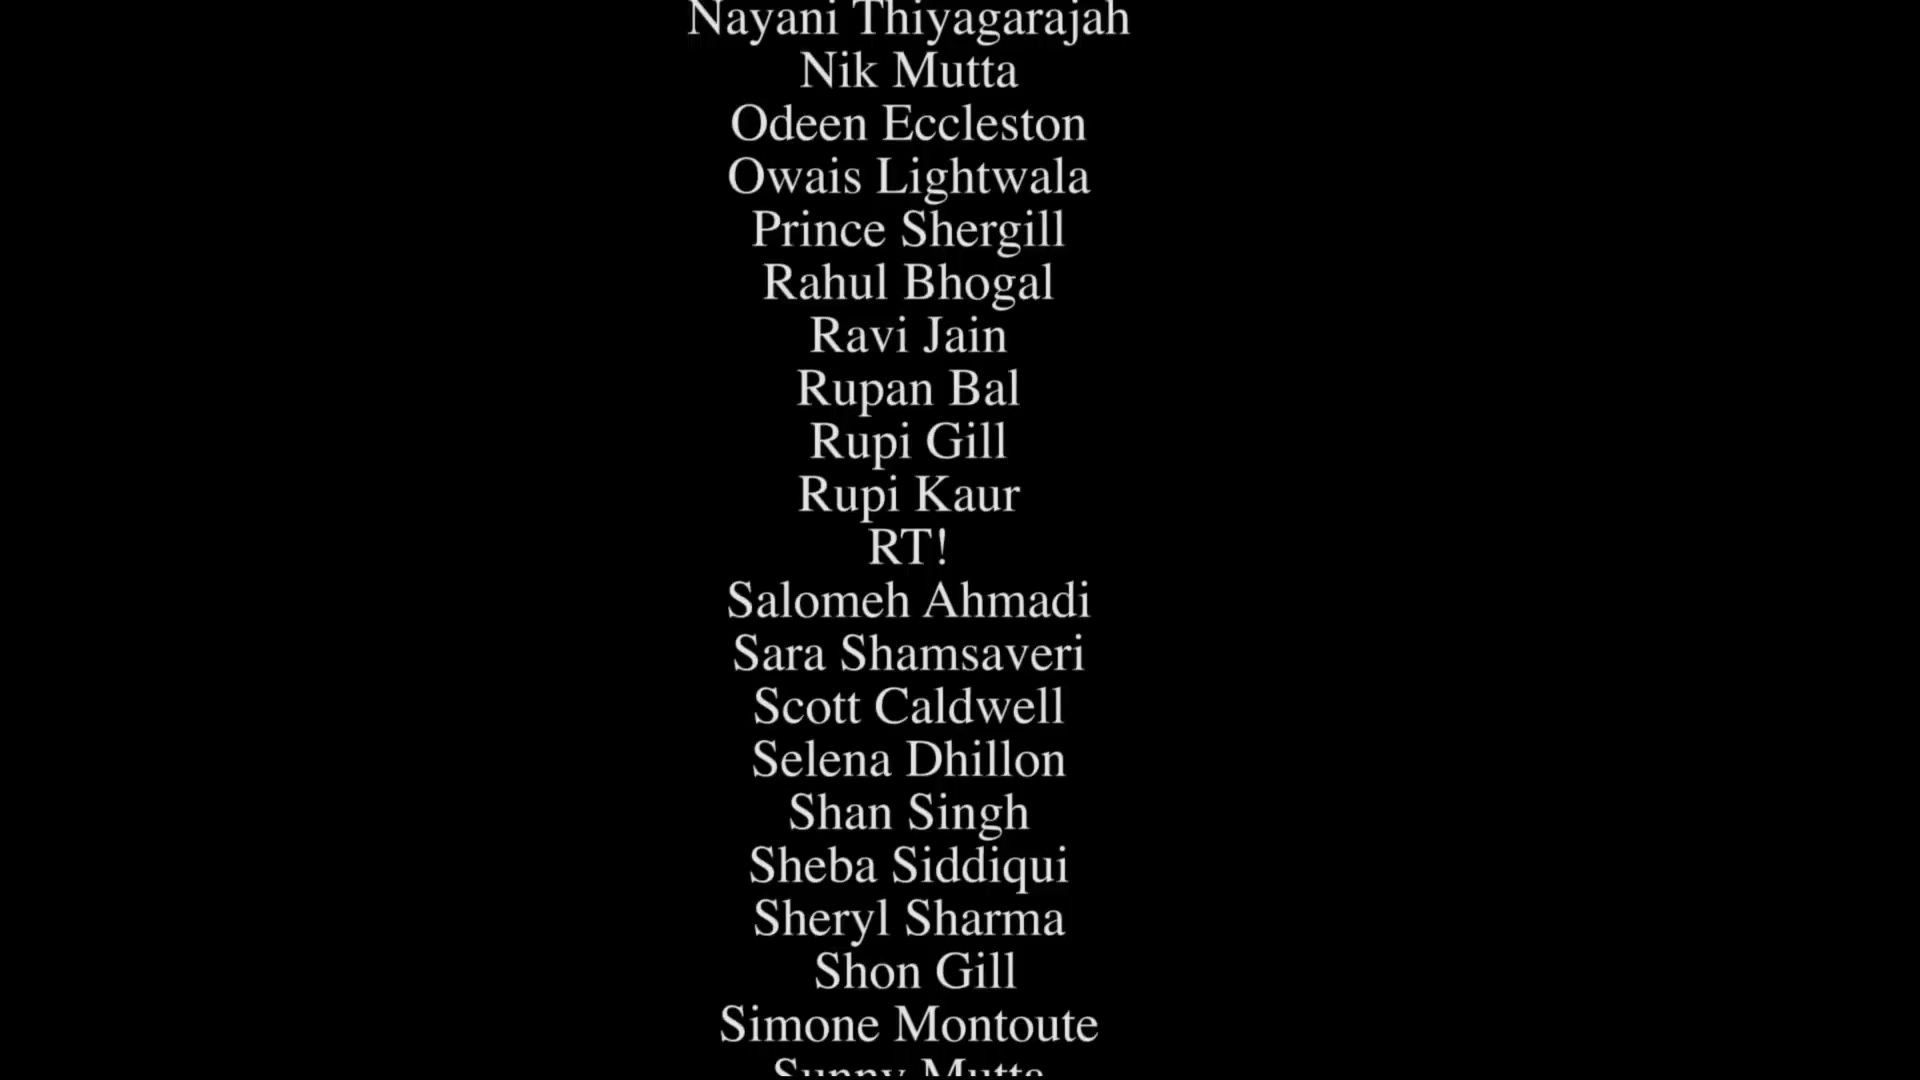 Nayani Thiyagarajah
Nik Mutta
Odeen Eccleston
Owais Lightwala
Prince Shergill
Rahul Bhogal
Ravi Jain
Rupan Bal
Rupi Gill
Rupi Kaur
RT!
Salomeh Ahmadi
Sara Shamsaveri
Scott Caldwell
Selena Dhillon
Shan Singh
Sheba Siddiqui
Sheryl Sharma
Shon Gill
Simone Montoute
Sunny Mutta